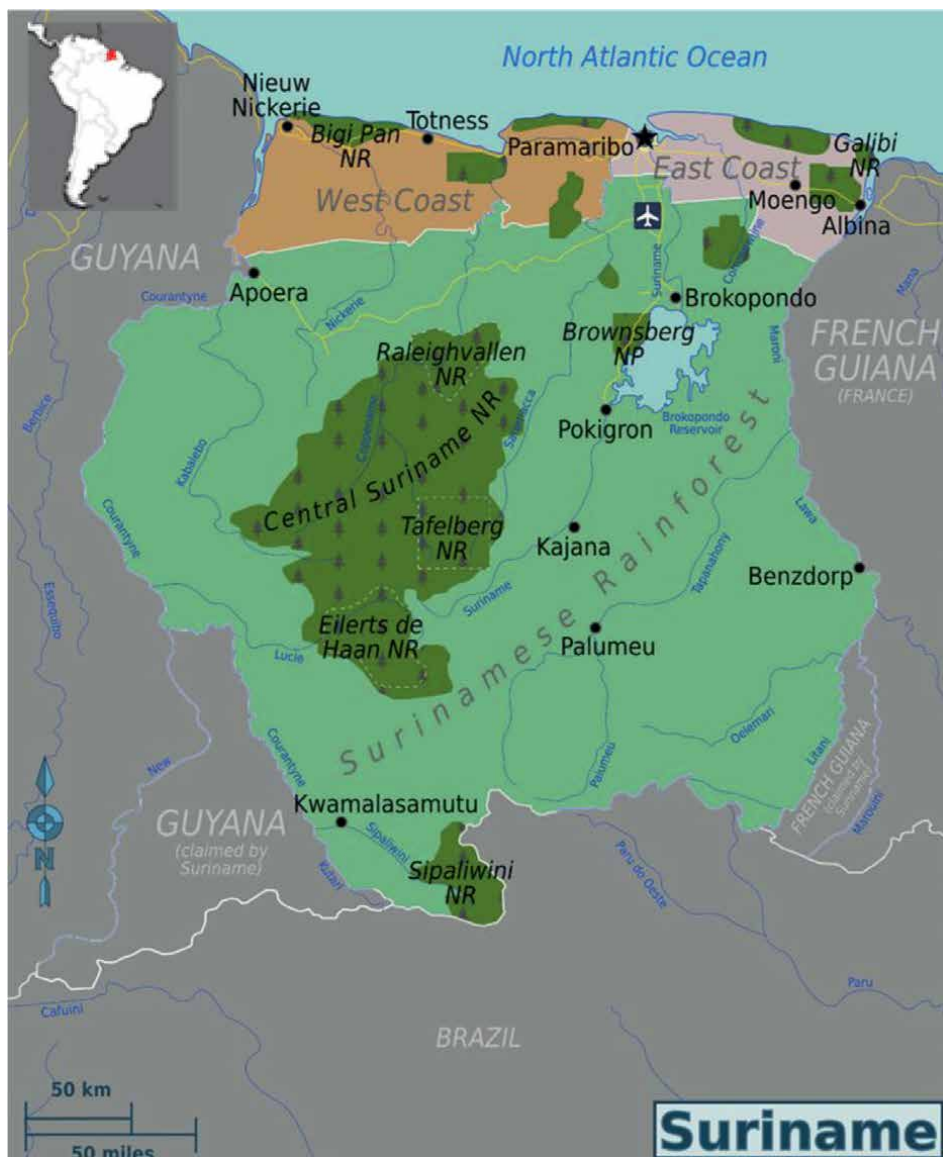 North Atlantic Ocean
Nieuw
Nickerie
Totness
Bigi Pan
NR
Paramaribo
Galibi
NR
East Coast
West Coast
Moengo
Albina
GUYANA
Suriname
Commewijne
Mana
Courantyne
Apoera
Nickerie
Brokopondo
Maroni
FRENCH
GUIANA
(FRANCE)
Raleighvallen
NR
Brownsberg
NP
Berbice
Coppename
Saramacca
Pokigron
Brokopondo
Reservoir
Kabalebo
Central Suriname NR
Courantyne
Tafelberg
NR
Kajana
Surinamese Rainforest
Lawa
Tapanahony
Benzdorp
Essequibo
Suriname
Eilerts de
Haan NR
Lucie
Palumeu
Oelemari
Litani
Courantyne
Palumeu
New
FRENCH GUIANA
(claimed by
Suriname)
Marouini
Kwamalasamutu
GUYANA
(claimed by
Suriname)
Sipaliwini
Sipaliwini
NR
Kutari
N
Paru do Oeste
Paru
Cafuini
BRAZIL
50 km
50 miles
Suriname